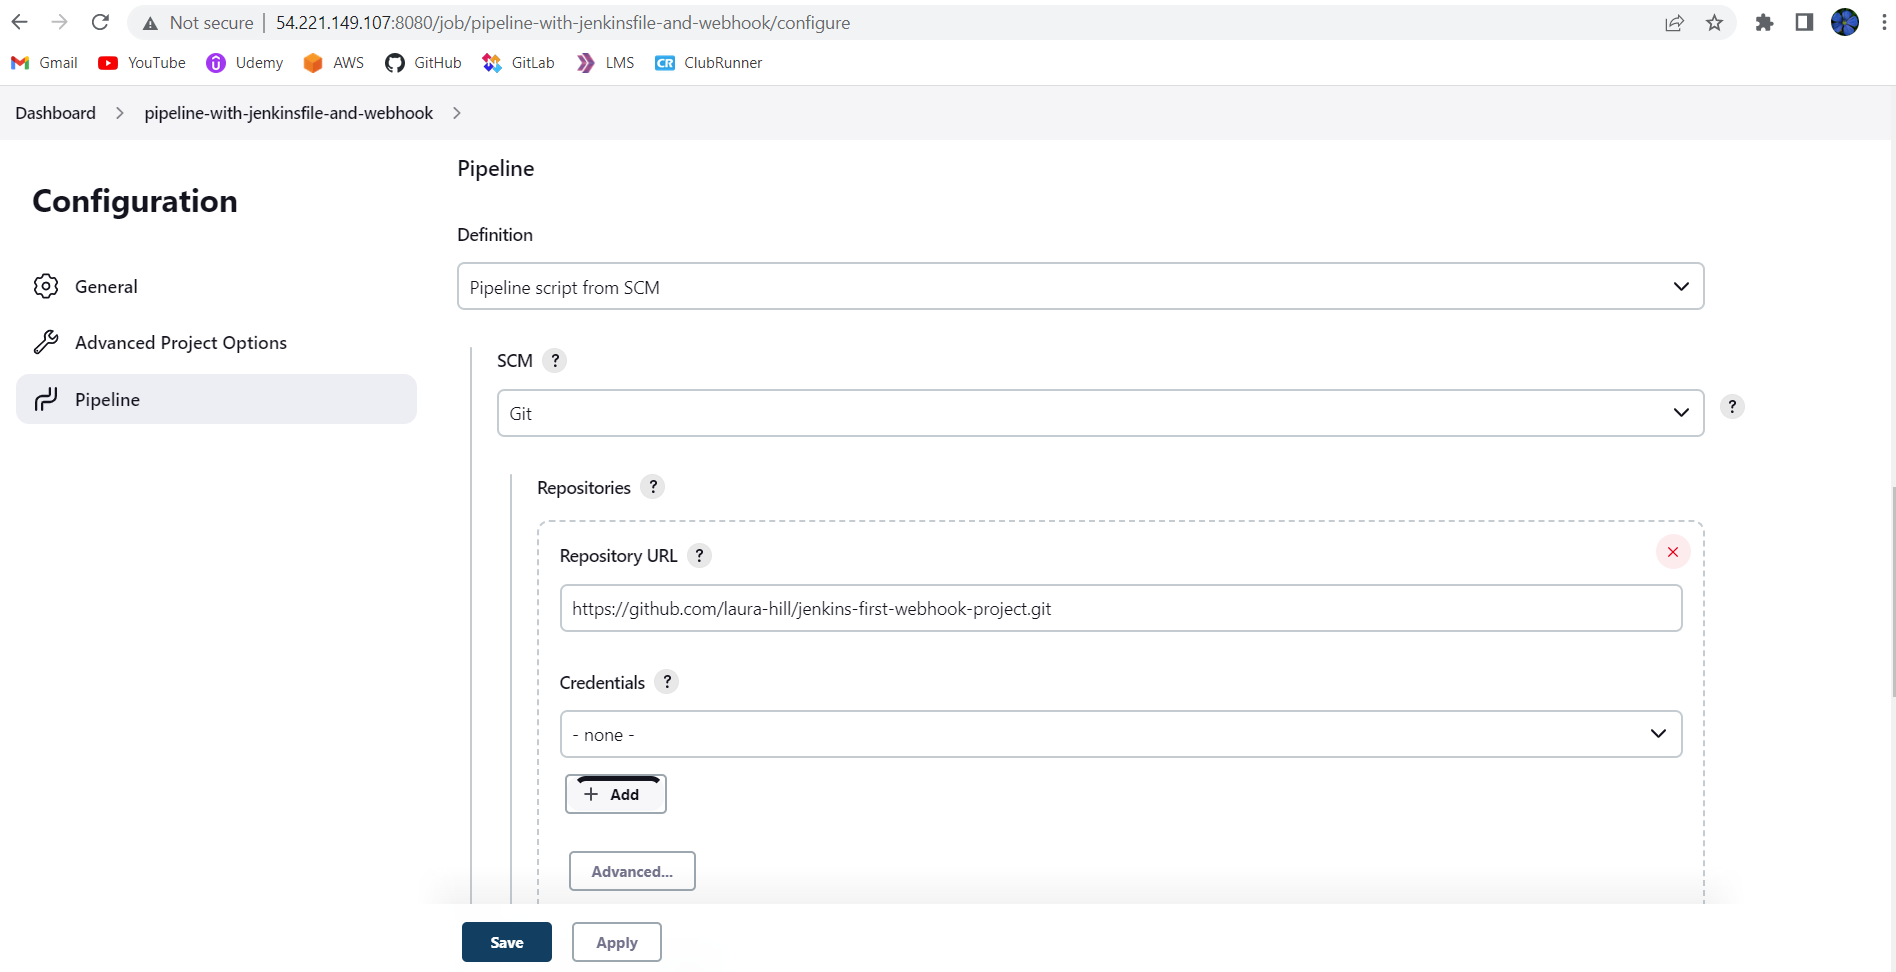 Not secure | 54.221.149.107:8080/job/pipeline-with-jenkinsfile-and-webhook/configure
Gmail YouTube Udemy AWS GitHub GitLab LMS CR ClubRunner
Dashboard > pipeline-with-jenkinsfile-and-webhook >
Configuration
General
Advanced Project Options
Pipeline
Pipeline
Definition
Pipeline script from SCM
SCM ?
Git
?
Repositories ?
Repository URL ?
https://github.com/laura-hill/jenkins-first-webhook-project.git
Credentials ?
- none -
+ Add
Advanced...
Save Apply